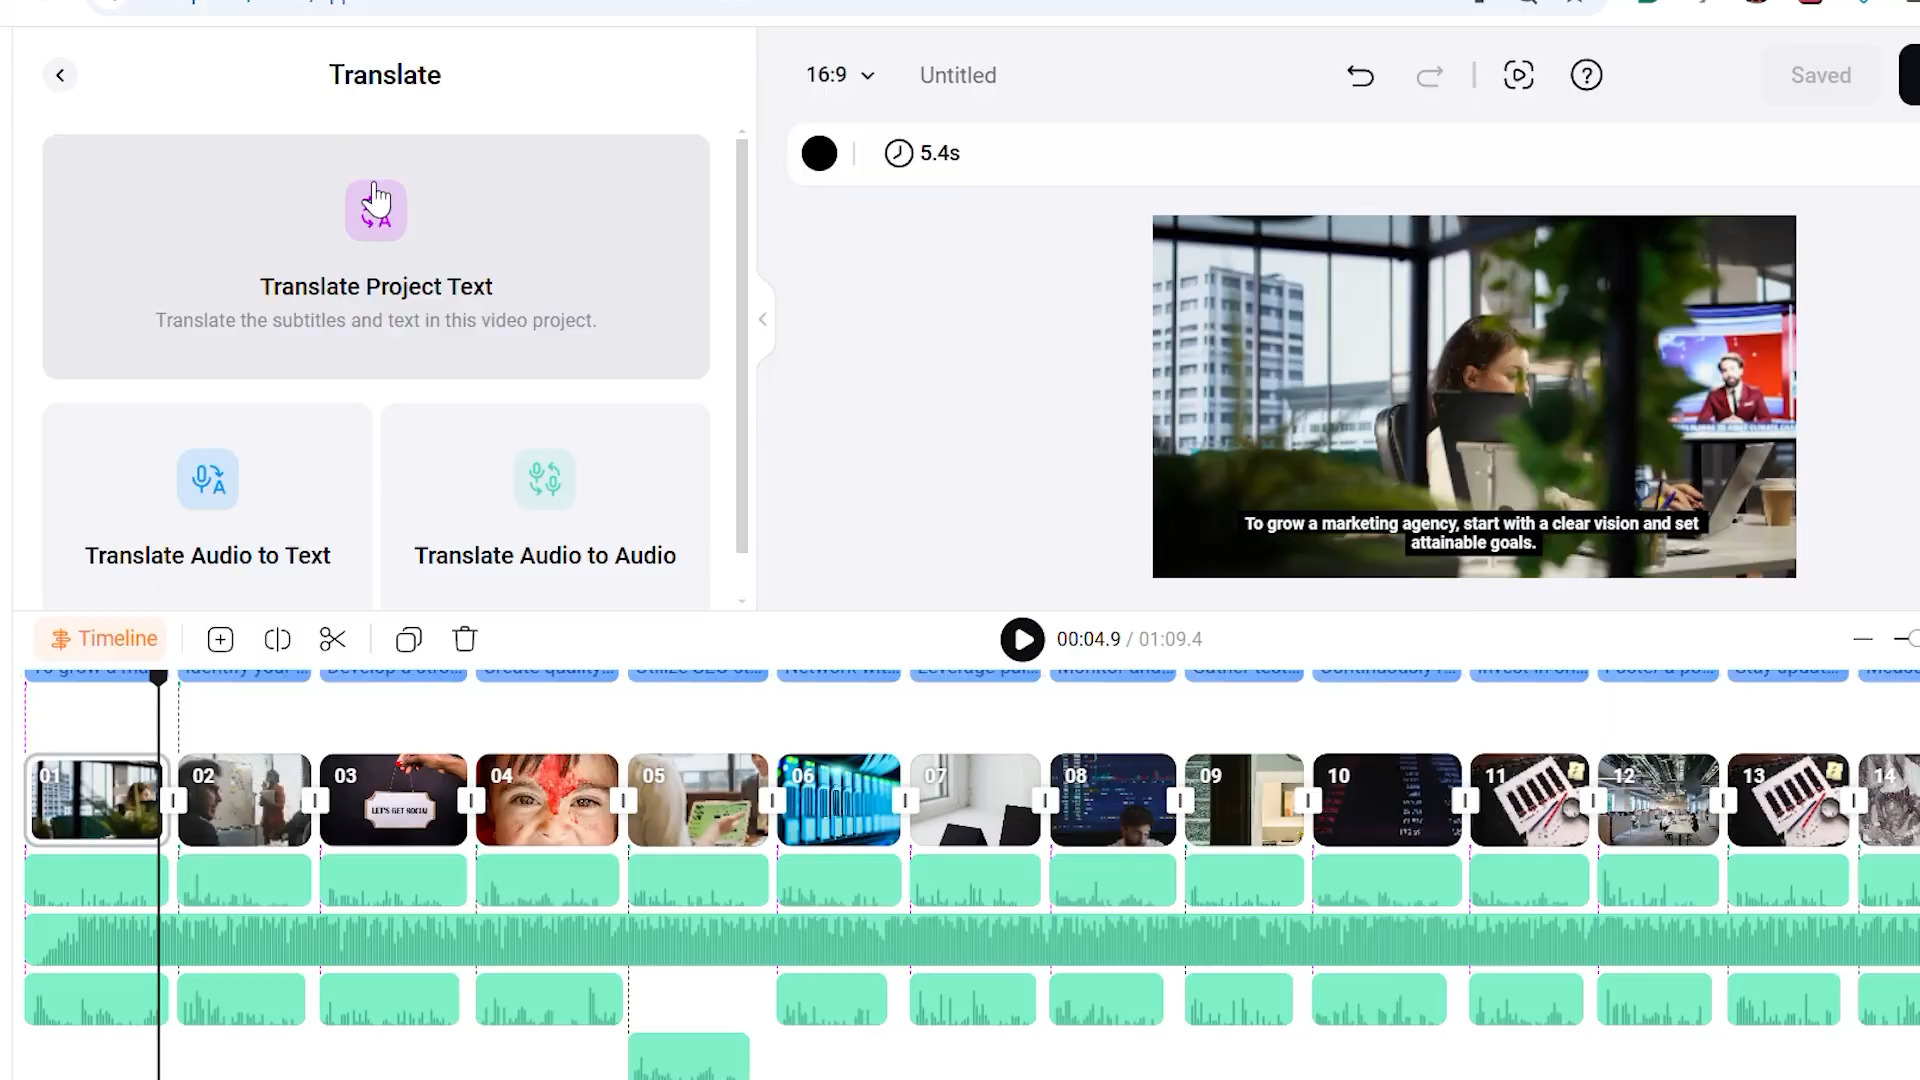 Translate
16:9
Untitled
Saved
5.4s
Translate Project Text
Translate the subtitles and text in this video project.
Translate Audio to Text
Translate Audio to Audio
To grow a marketing agency, start with a clear vision and set
attainable goals.
Timeline
00:04.9 / 01:09.4
01
02
03
LET'S GET SOCIAL
04
05
06
07
08
09
10
11
12
13
14